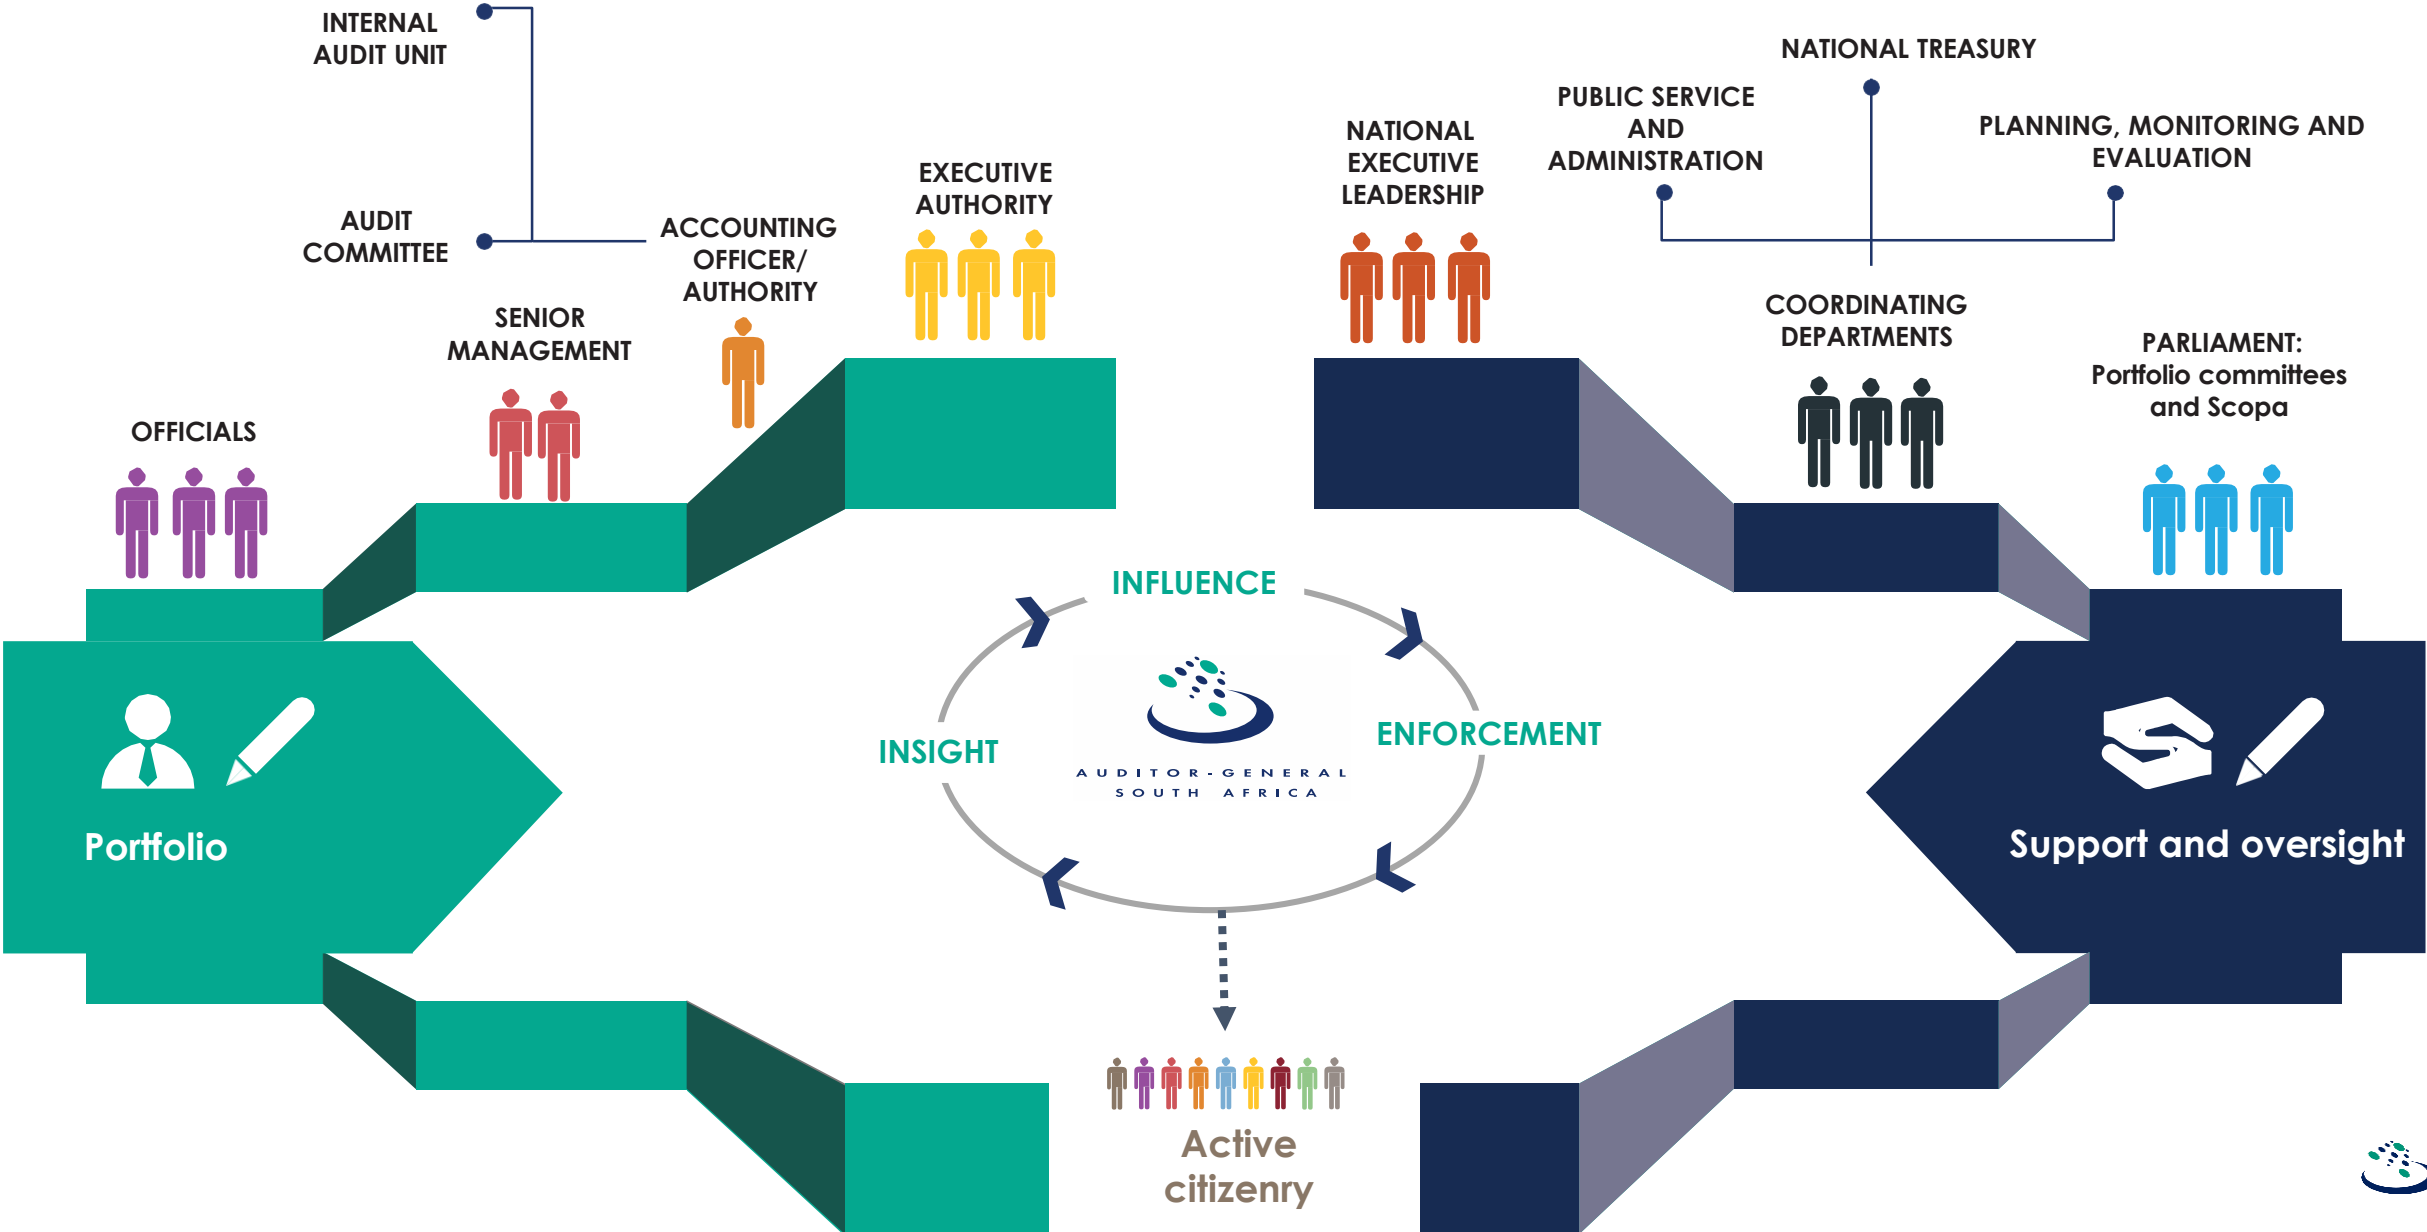 INTERNAL
AUDIT UNIT
AUDIT
COMMITTEE
OFFICIALS
SENIOR
MANAGEMENT
ACCOUNTING
OFFICER/
AUTHORITY
EXECUTIVE
AUTHORITY
NATIONAL
EXECUTIVE
LEADERSHIP
PUBLIC SERVICE
AND
ADMINISTRATION
NATIONAL TREASURY
PLANNING, MONITORING AND
EVALUATION
COORDINATING
DEPARTMENTS
PARLIAMENT:
Portfolio committees
and Scopa
INFLUENCE
INSIGHT
ENFORCEMENT
AUDITOR-GENERAL
SOUTH AFRICA
Portfolio
Support and oversight
Active
citizenry